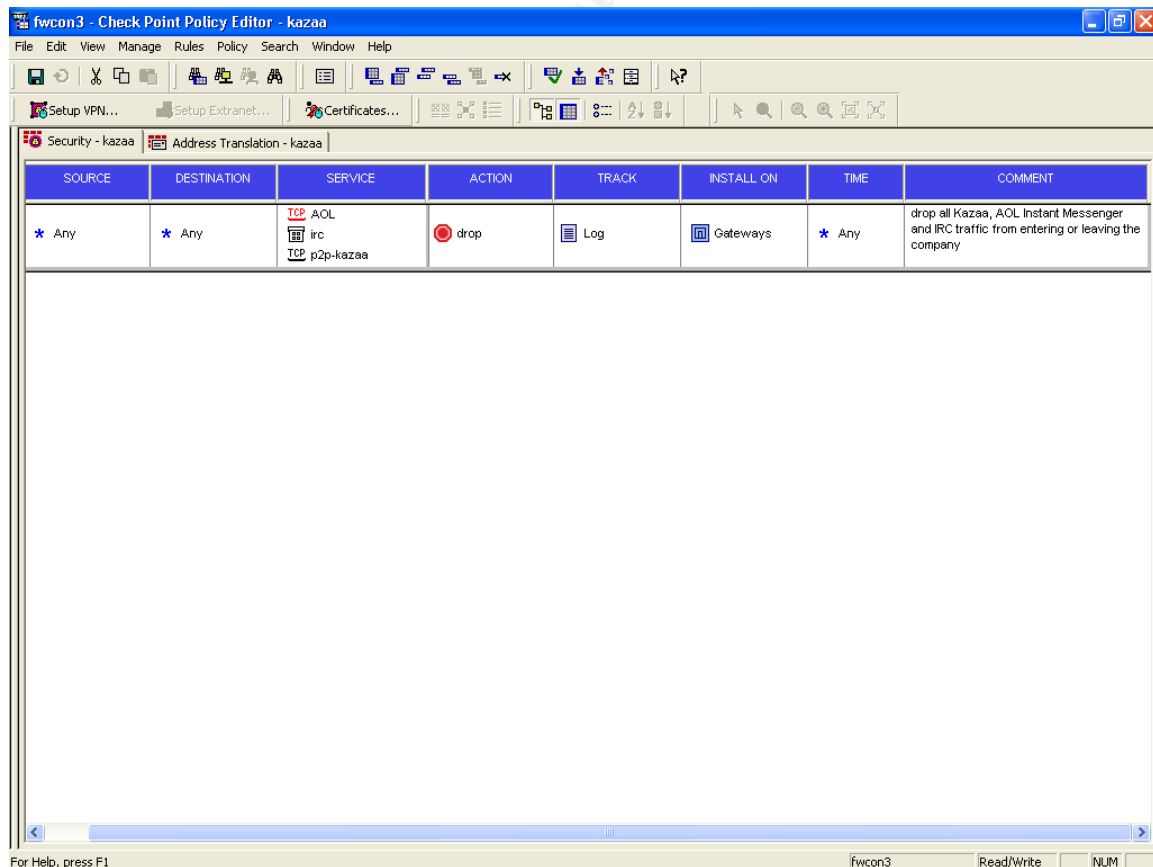 fwcon3 - Check Point Policy Editor - kazaa
File Edit View Manage Rules Policy Search Window Help
Setup VPN... Setup Extranet... Certificates...
Security - kazaa Address Translation - kazaa
SOURCE DESTINATION SERVICE ACTION TRACK INSTALL ON TIME COMMENT
* Any * Any TCP AOL drop Log Gateways * Any drop all Kazaa, AOL Instant Messenger
irc and IRC traffic from entering or leaving the
TCP p2p-kazaa company
For Help, press F1 fwcon3 Read/Write NUM